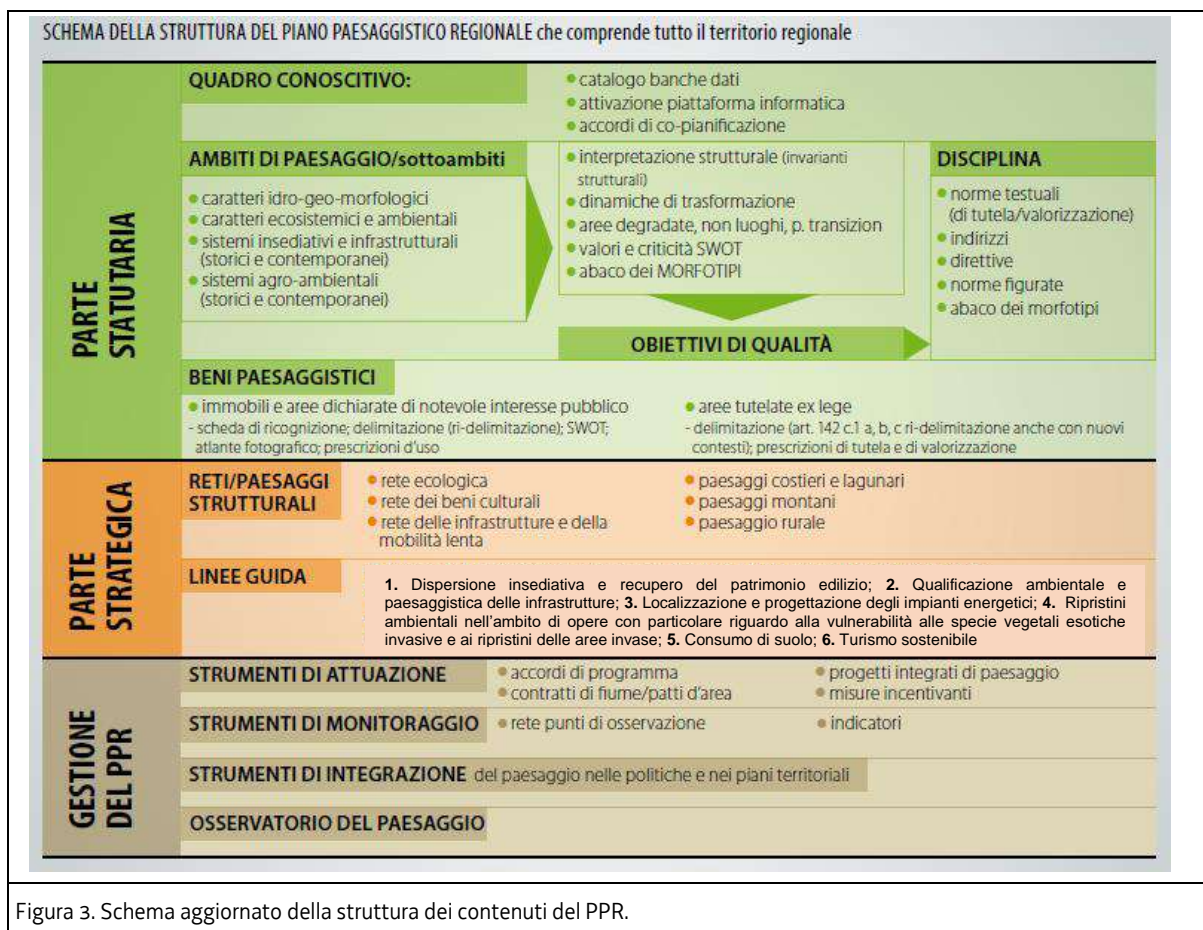 SCHEMA DELLA STRUTTURA DEL PIANO PAESAGGISTICO REGIONALE che comprende tutto il territorio regionale
PARTE
STATUTARIA
QUADRO CONOSCITIVO:
• catalogo banche dati
• attivazione piattaforma informatica
• accordi di co-pianificazione
AMBITI DI PAESAGGIO/sottoambiti
• caratteri idro-geo-morfologici
• caratteri ecosistemici e ambientali
• sistemi insediativi e infrastrutturali
(storici e contemporanei)
• sistemi agro-ambientali
(storici e contemporanei)
• interpretazione strutturale (invarianti
strutturali)
• dinamiche di trasformazione
• aree degradate, non luoghi, p. transizion
• valori e criticità SWOT
• abaco dei MORFOTIPI
DISCIPLINA
• norme testuali
(di tutela/valorizzazione)
• indirizzi
• direttive
• norme figurate
• abaco dei morfotipi
OBIETTIVI DI QUALITÀ
BENI PAESAGGISTICI
• immobili e aree dichiarate di notevole interesse pubblico
- scheda di ricognizione; delimitazione (ri-delimitazione); SWOT;
atlante fotografico; prescrizioni d'uso
• aree tutelate ex lege
- delimitazione (art. 142 c.1 a, b, c ri-delimitazione anche con nuovi
contesti); prescrizioni di tutela e di valorizzazione
PARTE
STRATEGICA
RETI/PAESAGGI
STRUTTURALI
• rete ecologica
• rete dei beni culturali
• rete delle infrastrutture e della
mobilità lenta
• paesaggi costieri e lagunari
• paesaggi montani
• paesaggio rurale
LINEE GUIDA
1. Dispersione insediativa e recupero del patrimonio edilizio; 2. Qualificazione ambientale e
paesaggistica delle infrastrutture; 3. Localizzazione e progettazione degli impianti energetici; 4. Ripristini
ambientali nell'ambito di opere con particolare riguardo alla vulnerabilità alle specie vegetali esotiche
invasive e ai ripristini delle aree invase; 5. Consumo di suolo; 6. Turismo sostenibile
GESTIONE
DEL PPR
STRUMENTI DI ATTUAZIONE
• accordi di programma
• contratti di fiume/patti d'area
• progetti integrati di paesaggio
• misure incentivanti
STRUMENTI DI MONITORAGGIO
• rete punti di osservazione
• indicatori
STRUMENTI DI INTEGRAZIONE del paesaggio nelle politiche e nei piani territoriali
OSSERVATORIO DEL PAESAGGIO
Figura 3. Schema aggiornato della struttura dei contenuti del PPR.